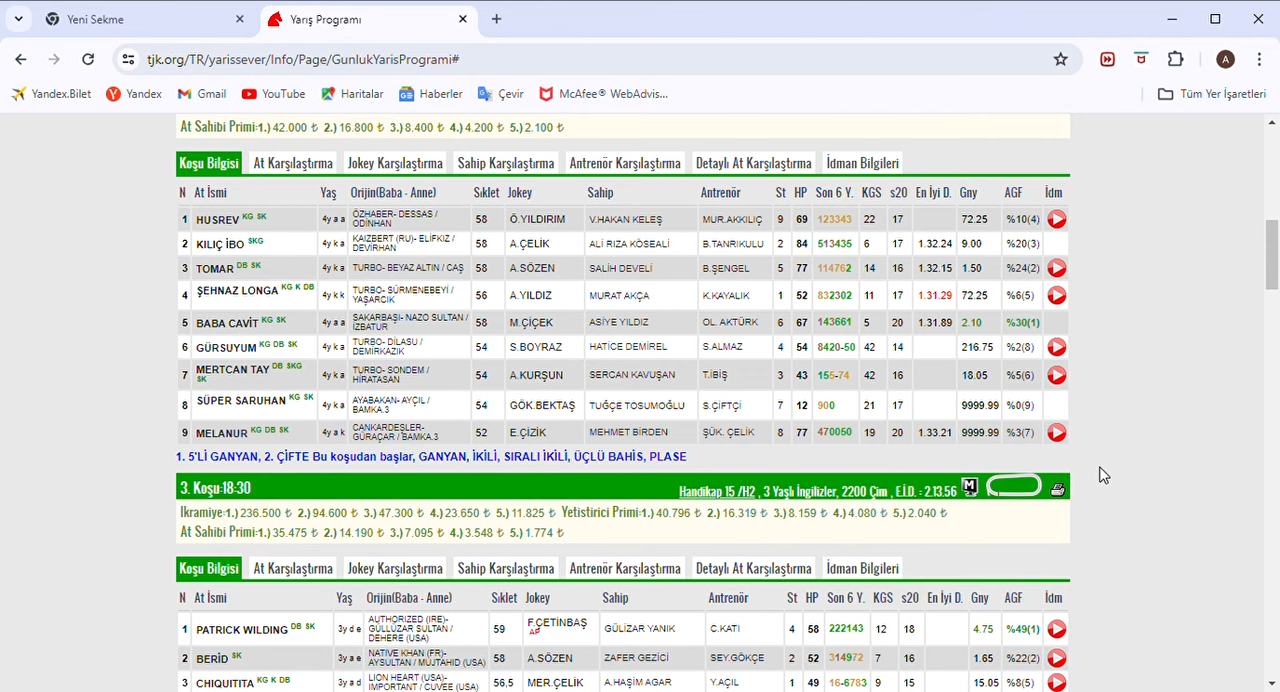 Yeni Sekme
Yarış Programı
tjk.org/TR/yarissever/Info/Page/GunlukYarisProgrami#
A
Yandex.Bilet Yandex Gmail YouTube Haritalar Haberler Çevir McAfee® WebAdvis... Tüm Yer İşaretleri
At Sahibi Primi:1.) 42.000 ₺ 2.) 16.800 ₺ 3.) 8.400 ₺ 4.) 4.200 ₺ 5.) 2.100 ₺
Koşu Bilgisi At Karşılaştırma Jokey Karşılaştırma Sahip Karşılaştırma Antrenör Karşılaştırma Detaylı At Karşılaştırma İdman Bilgileri
N At İsmi Yaş Orijin(Baba - Anne) Sıklet Jokey Sahip Antrenör St HP Son 6 Y. KGS s20 En İyi D. Gny AGF İdm
1 HUSREV KG SK 4y a a ÖZHABER- DESSAS / ODİNHAN 58 Ö.YILDIRIM V.HAKAN KELEŞ MUR.AKKILIÇ 9 69 123343 22 17 72.25 %10(4)
2 KILIÇ İBO SKG 4y k a KAIZBERT (RU)- ELİFKIZ / DEVİRHAN 58 A.ÇELİK ALİ RIZA KÖSEALİ B.TANRIKULU 2 84 513435 6 17 1.32.24 9.00 %20(3)
3 TOMAR DB SK 4y k a TURBO- BEYAZ ALTIN / CAŞ 58 A.SÖZEN SALİH DEVELİ B.ŞENGEL 5 77 114762 14 16 1.32.15 1.50 %24(2)
4 ŞEHNAZ LONGA KG K DB 4y k k TURBO- SÜRMENEBEYİ / YAŞARCIK 56 A.YILDIZ MURAT AKÇA K.KAYALIK 1 52 832302 11 17 1.31.29 72.25 %6(5)
5 BABA CAVİT KG SK 4y a a SAKARBAŞI- NAZO SULTAN / İZBATUR 58 M.ÇİÇEK ASİYE YILDIZ OL. AKTÜRK 6 67 143661 5 20 1.31.89 2.10 %30(1)
6 GÜRSUYUM KG DB SK 4y k a TURBO- DİLASU / DEMİRKAZIK 54 S.BOYRAZ HATİCE DEMİREL S.ALMAZ 4 54 8420-50 42 14 216.75 %2(8)
7 MERTCAN TAY DB SKG SK 4y k a TURBO- SONDEM / HİRATASAN 54 A.KURŞUN SERCAN KAVUŞAN T.İBİŞ 3 43 155-74 42 16 18.05 %5(6)
8 SÜPER SARUHAN KG SK 4y k a AYABAKAN- AYÇIL / BAMKA.3 54 GÖK.BEKTAŞ TUĞÇE TOSUMOĞLU S.ÇİFTÇİ 7 12 900 21 17 9999.99 %0(9)
9 MELANUR KG DB SK 4y a k CANKARDEŞLER- GÜRAÇAR / BAMKA.3 52 E.ÇİZİK MEHMET BİRDEN ŞÜK. ÇELİK 8 77 470050 19 20 1.33.21 9999.99 %3(7)
1. 5'Lİ GANYAN, 2. ÇİFTE Bu koşudan başlar, GANYAN, İKİLİ, SIRALI İKİLİ, ÜÇLÜ BAHİS, PLASE
3. Koşu:18:30 Handikap 15 /H2 , 3 Yaşlı İngilizler, 2200 Çim , E.İ.D. : 2.13.56 M
İkramiye:1.) 236.500 ₺ 2.) 94.600 ₺ 3.) 47.300 ₺ 4.) 23.650 ₺ 5.) 11.825 ₺ Yetistirici Primi:1.) 40.796 ₺ 2.) 16.319 ₺ 3.) 8.159 ₺ 4.) 4.080 ₺ 5.) 2.040 ₺
At Sahibi Primi:1.) 35.475 ₺ 2.) 14.190 ₺ 3.) 7.095 ₺ 4.) 3.548 ₺ 5.) 1.774 ₺
Koşu Bilgisi At Karşılaştırma Jokey Karşılaştırma Sahip Karşılaştırma Antrenör Karşılaştırma Detaylı At Karşılaştırma İdman Bilgileri
N At İsmi Yaş Orijin(Baba - Anne) Sıklet Jokey Sahip Antrenör St HP Son 6 Y. KGS s20 En İyi D. Gny AGF İdm
1 PATRICK WILDING DB SK 3y d e AUTHORIZED (IRE)- GÜLLÜZAR SULTAN / DEHERE (USA) 59 F.ÇETİNBAŞ AP GÜLİZAR YANIK C.KATI 4 58 222143 12 18 4.75 %49(1)
2 BERİD SK 3y a e NATIVE KHAN (FR)- AYSULTAN / MUJTAHID (USA) 58 A.SÖZEN ZAFER GEZİCİ SEY.GÖKÇE 2 52 314972 7 16 1.65 %22(2)
3 CHIQUITITA KG K DB 3y a d LION HEART (USA)- IMPORTANT / CUVEE (USA) 56,5 MER.ÇELİK A.HAŞİM AGAR Y.AÇIL 1 49 16-6783 9 15 15.05 %8(5)